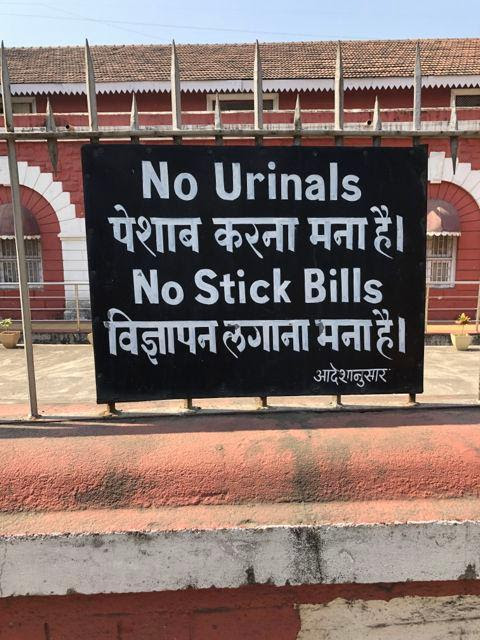 No Urinals
पेशाब करना मना है।
No Stick Bills
विज्ञापन लगाना मना है।
आदेशानुसार